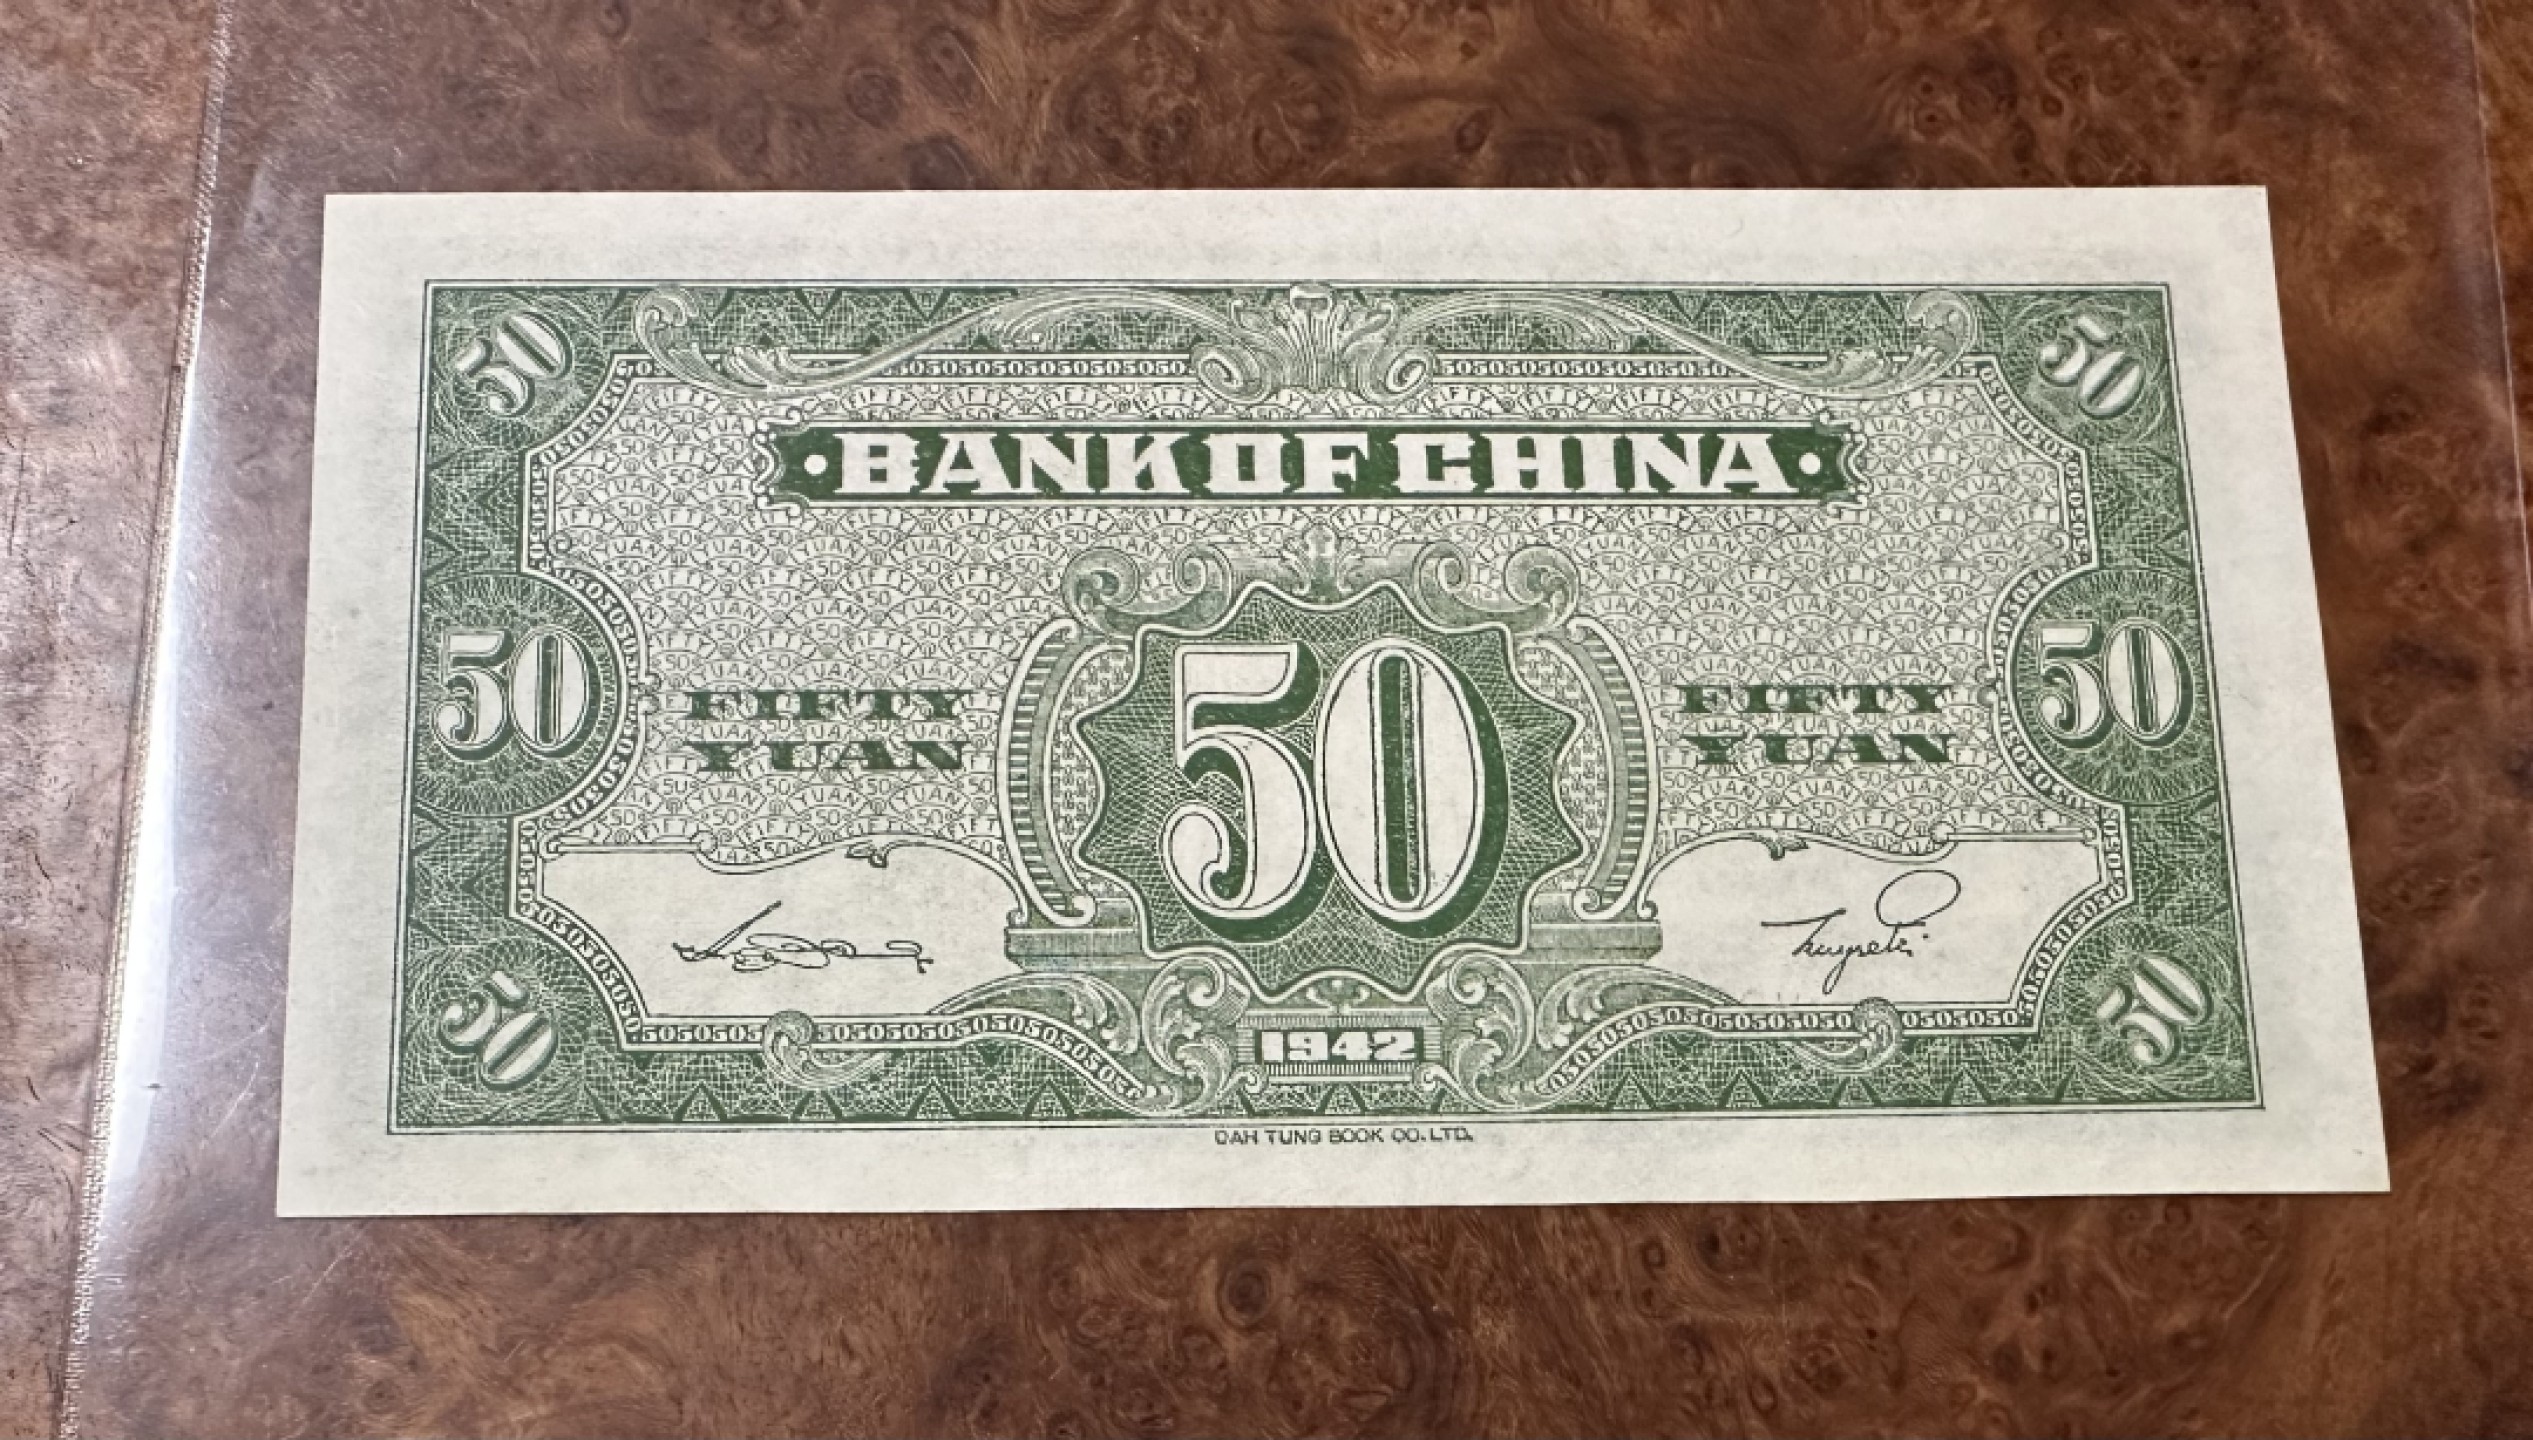 50 50
·BANK OF CHINA·
50 FIFTY YUAN 50 FIFTY YUAN 50
50 1942 50
DAH TUNG BOOK CO. LTD.